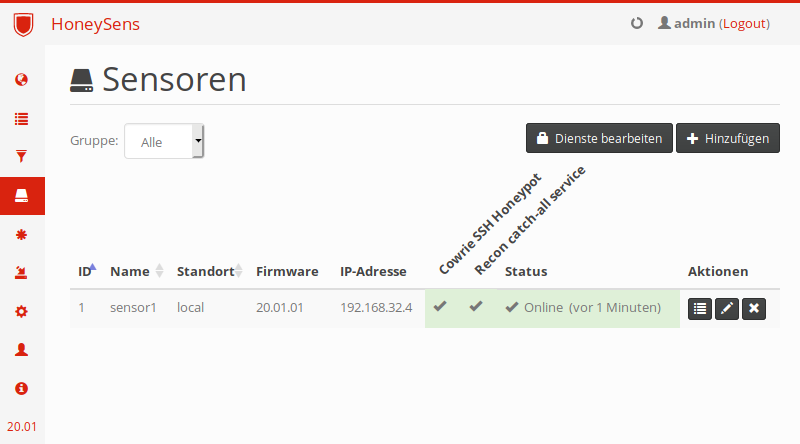 HoneySens
admin (Logout)
Sensoren
Gruppe: Alle
Dienste bearbeiten
Hinzufügen
Cowrie SSH Honeypot
Recon catch-all service
ID Name Standort Firmware IP-Adresse Status Aktionen
1 sensor1 local 20.01.01 192.168.32.4 Online (vor 1 Minuten)
20.01